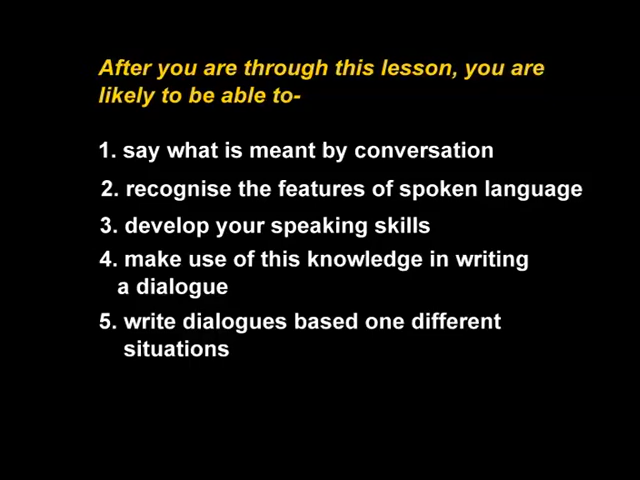 After you are through this lesson, you are
likely to be able to-
1. say what is meant by conversation
2. recognise the features of spoken language
3. develop your speaking skills
4. make use of this knowledge in writing
a dialogue
5. write dialogues based one different
situations